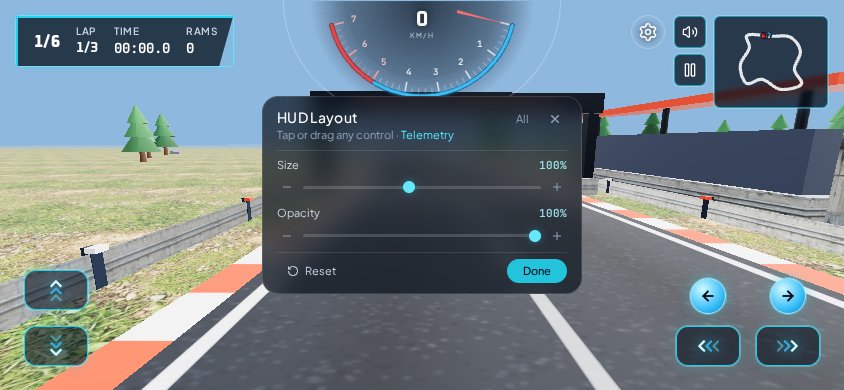 1/6
LAP TIME RAMS
1/3 00:00.0 0
0
KM/H
7 6 5 4 3 2 1
HUD Layout All
Tap or drag any control · Telemetry
Size 100%
Opacity 100%
Reset Done